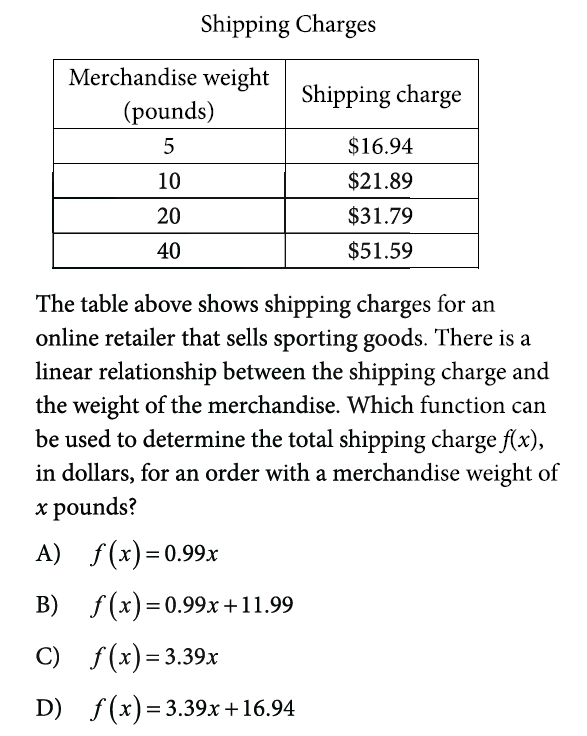 Shipping Charges
Merchandise weight
(pounds)
Shipping charge
5 $16.94
10 $21.89
20 $31.79
40 $51.59
The table above shows shipping charges for an
online retailer that sells sporting goods. There is a
linear relationship between the shipping charge and
the weight of the merchandise. Which function can
be used to determine the total shipping charge f(x),
in dollars, for an order with a merchandise weight of
x pounds?
A) f(x)=0.99x
B) f(x)=0.99x+11.99
C) f(x)=3.39x
D) f(x)=3.39x+16.94